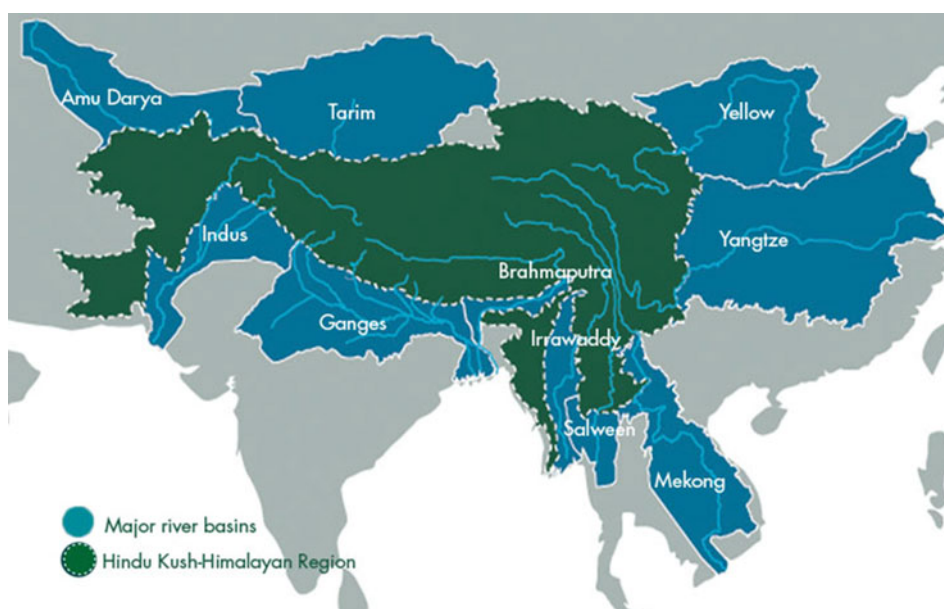 Amu Darya
Tarim
Yellow
Indus
Yangtze
Brahmaputra
Ganges
Irrawaddy
Salween
Mekong
Major river basins
Hindu Kush-Himalayan Region